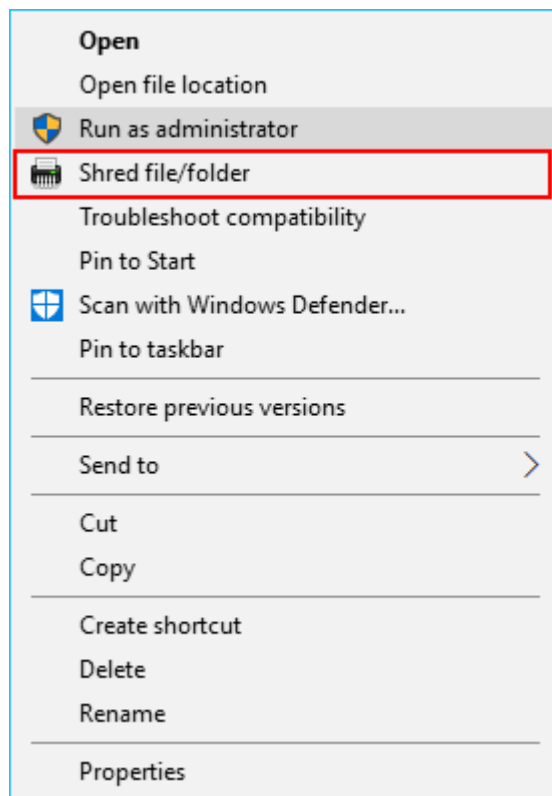 Open
Open file location
Run as administrator
Shred file/folder
Troubleshoot compatibility
Pin to Start
Scan with Windows Defender...
Pin to taskbar
Restore previous versions
Send to
Cut
Copy
Create shortcut
Delete
Rename
Properties